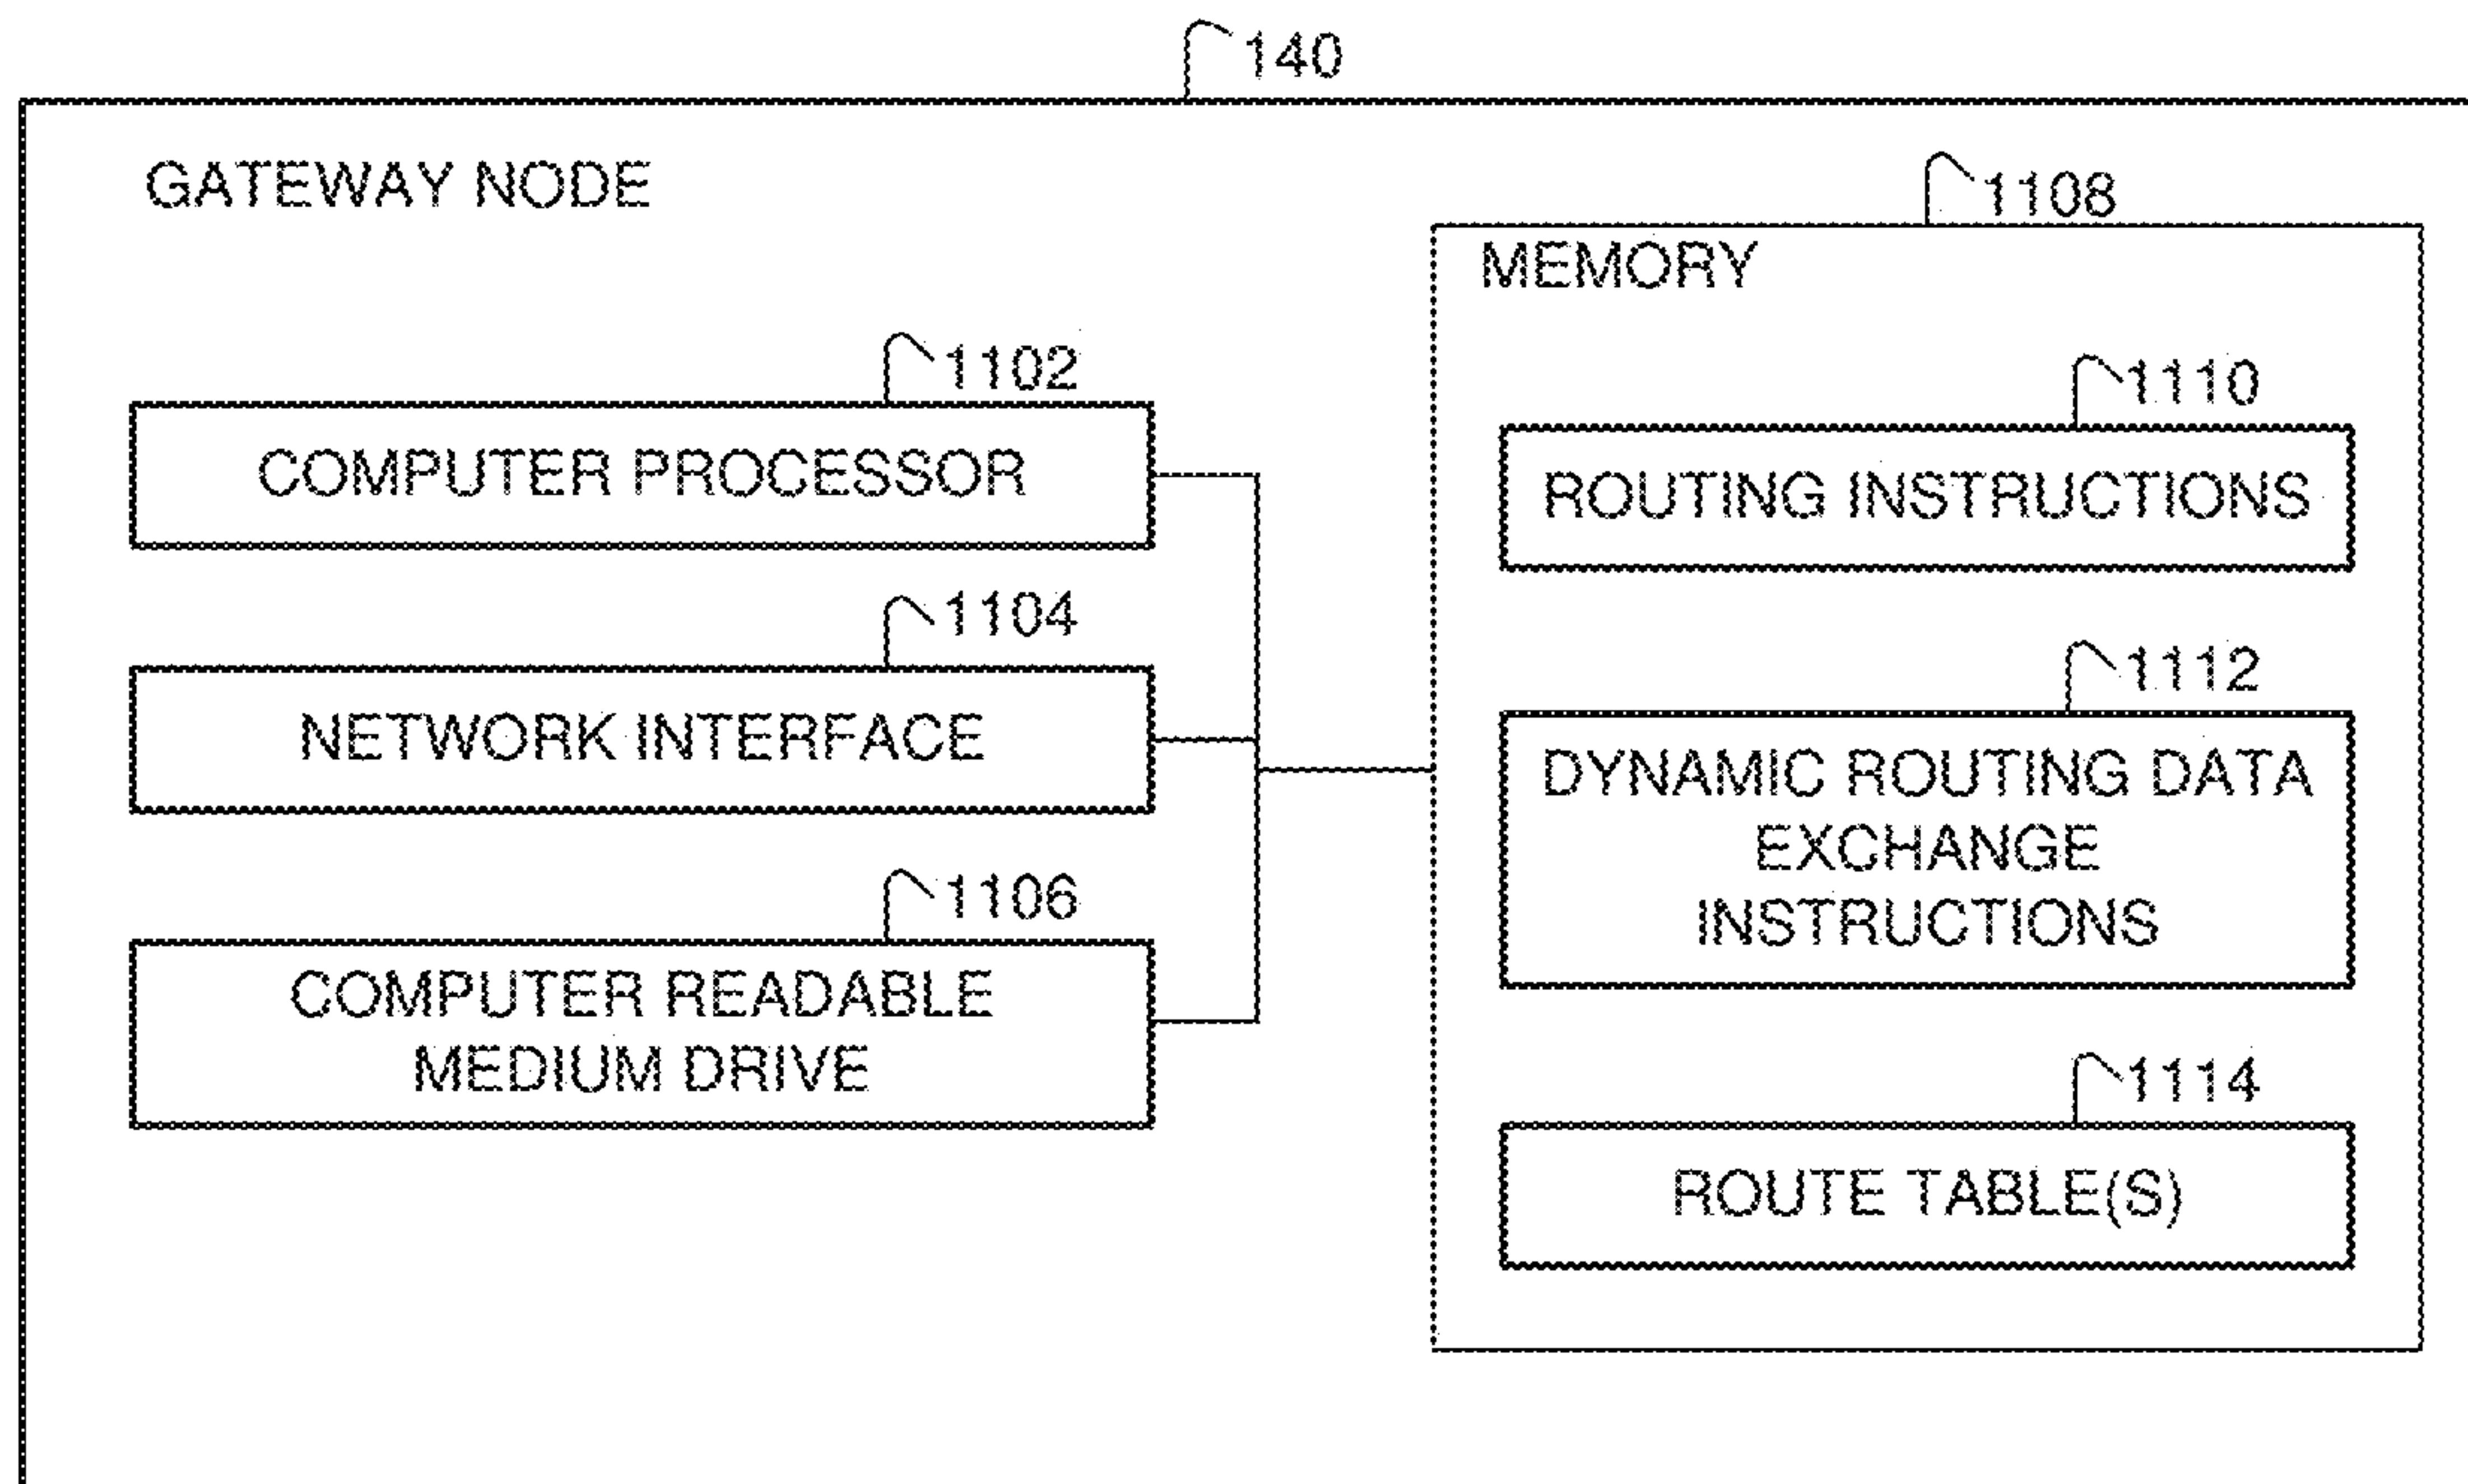 140
GATEWAY NODE
1108
MEMORY
1102
COMPUTER PROCESSOR
1110
ROUTING INSTRUCTIONS
1104
NETWORK INTERFACE
1112
DYNAMIC ROUTING DATA
EXCHANGE
INSTRUCTIONS
1106
COMPUTER READABLE
MEDIUM DRIVE
1114
ROUTE TABLE(S)